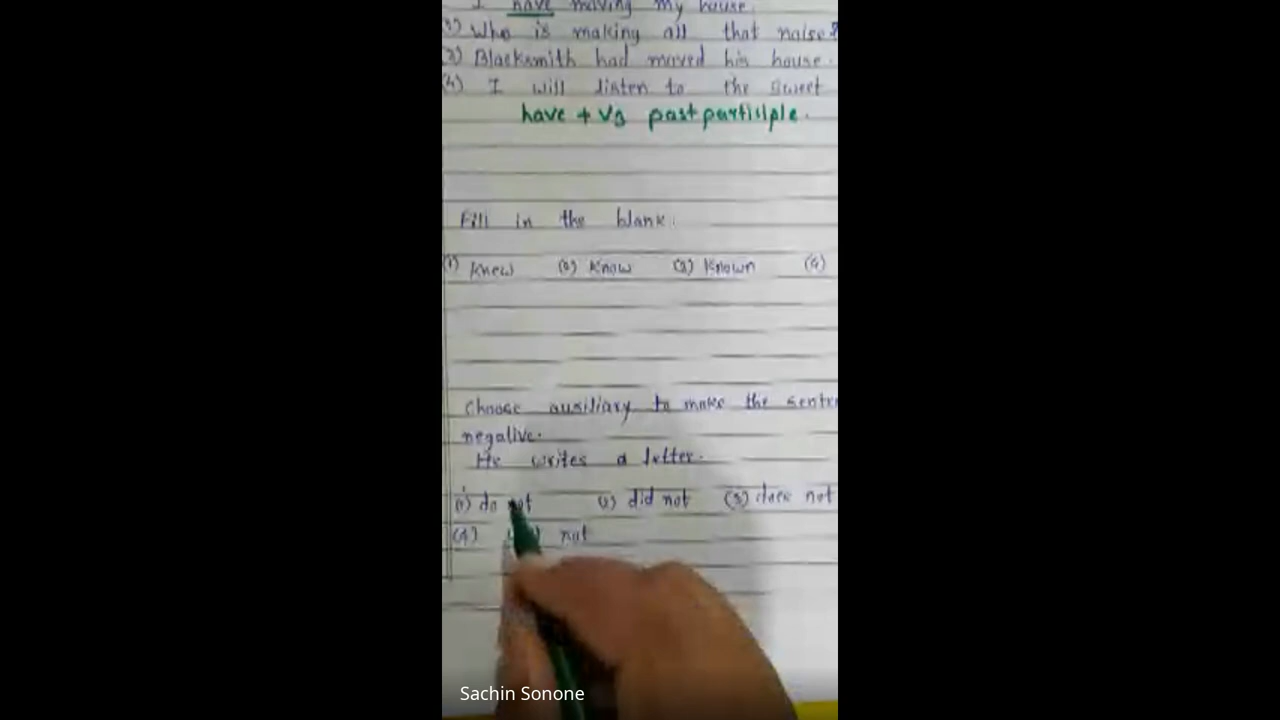 I have moving my house.
(2) Who is making all that noise?
(3) Blacksmith had moved his house.
(4) I will listen to the sweet
have + V3 past participle.
Fill in the blank.
(1) Knew (2) Know (3) Known (4)
Choose auxiliary to make the
negative.
He writes a letter.
(1) do not (2) did not (3) does not
(4) not
Sachin Sonone